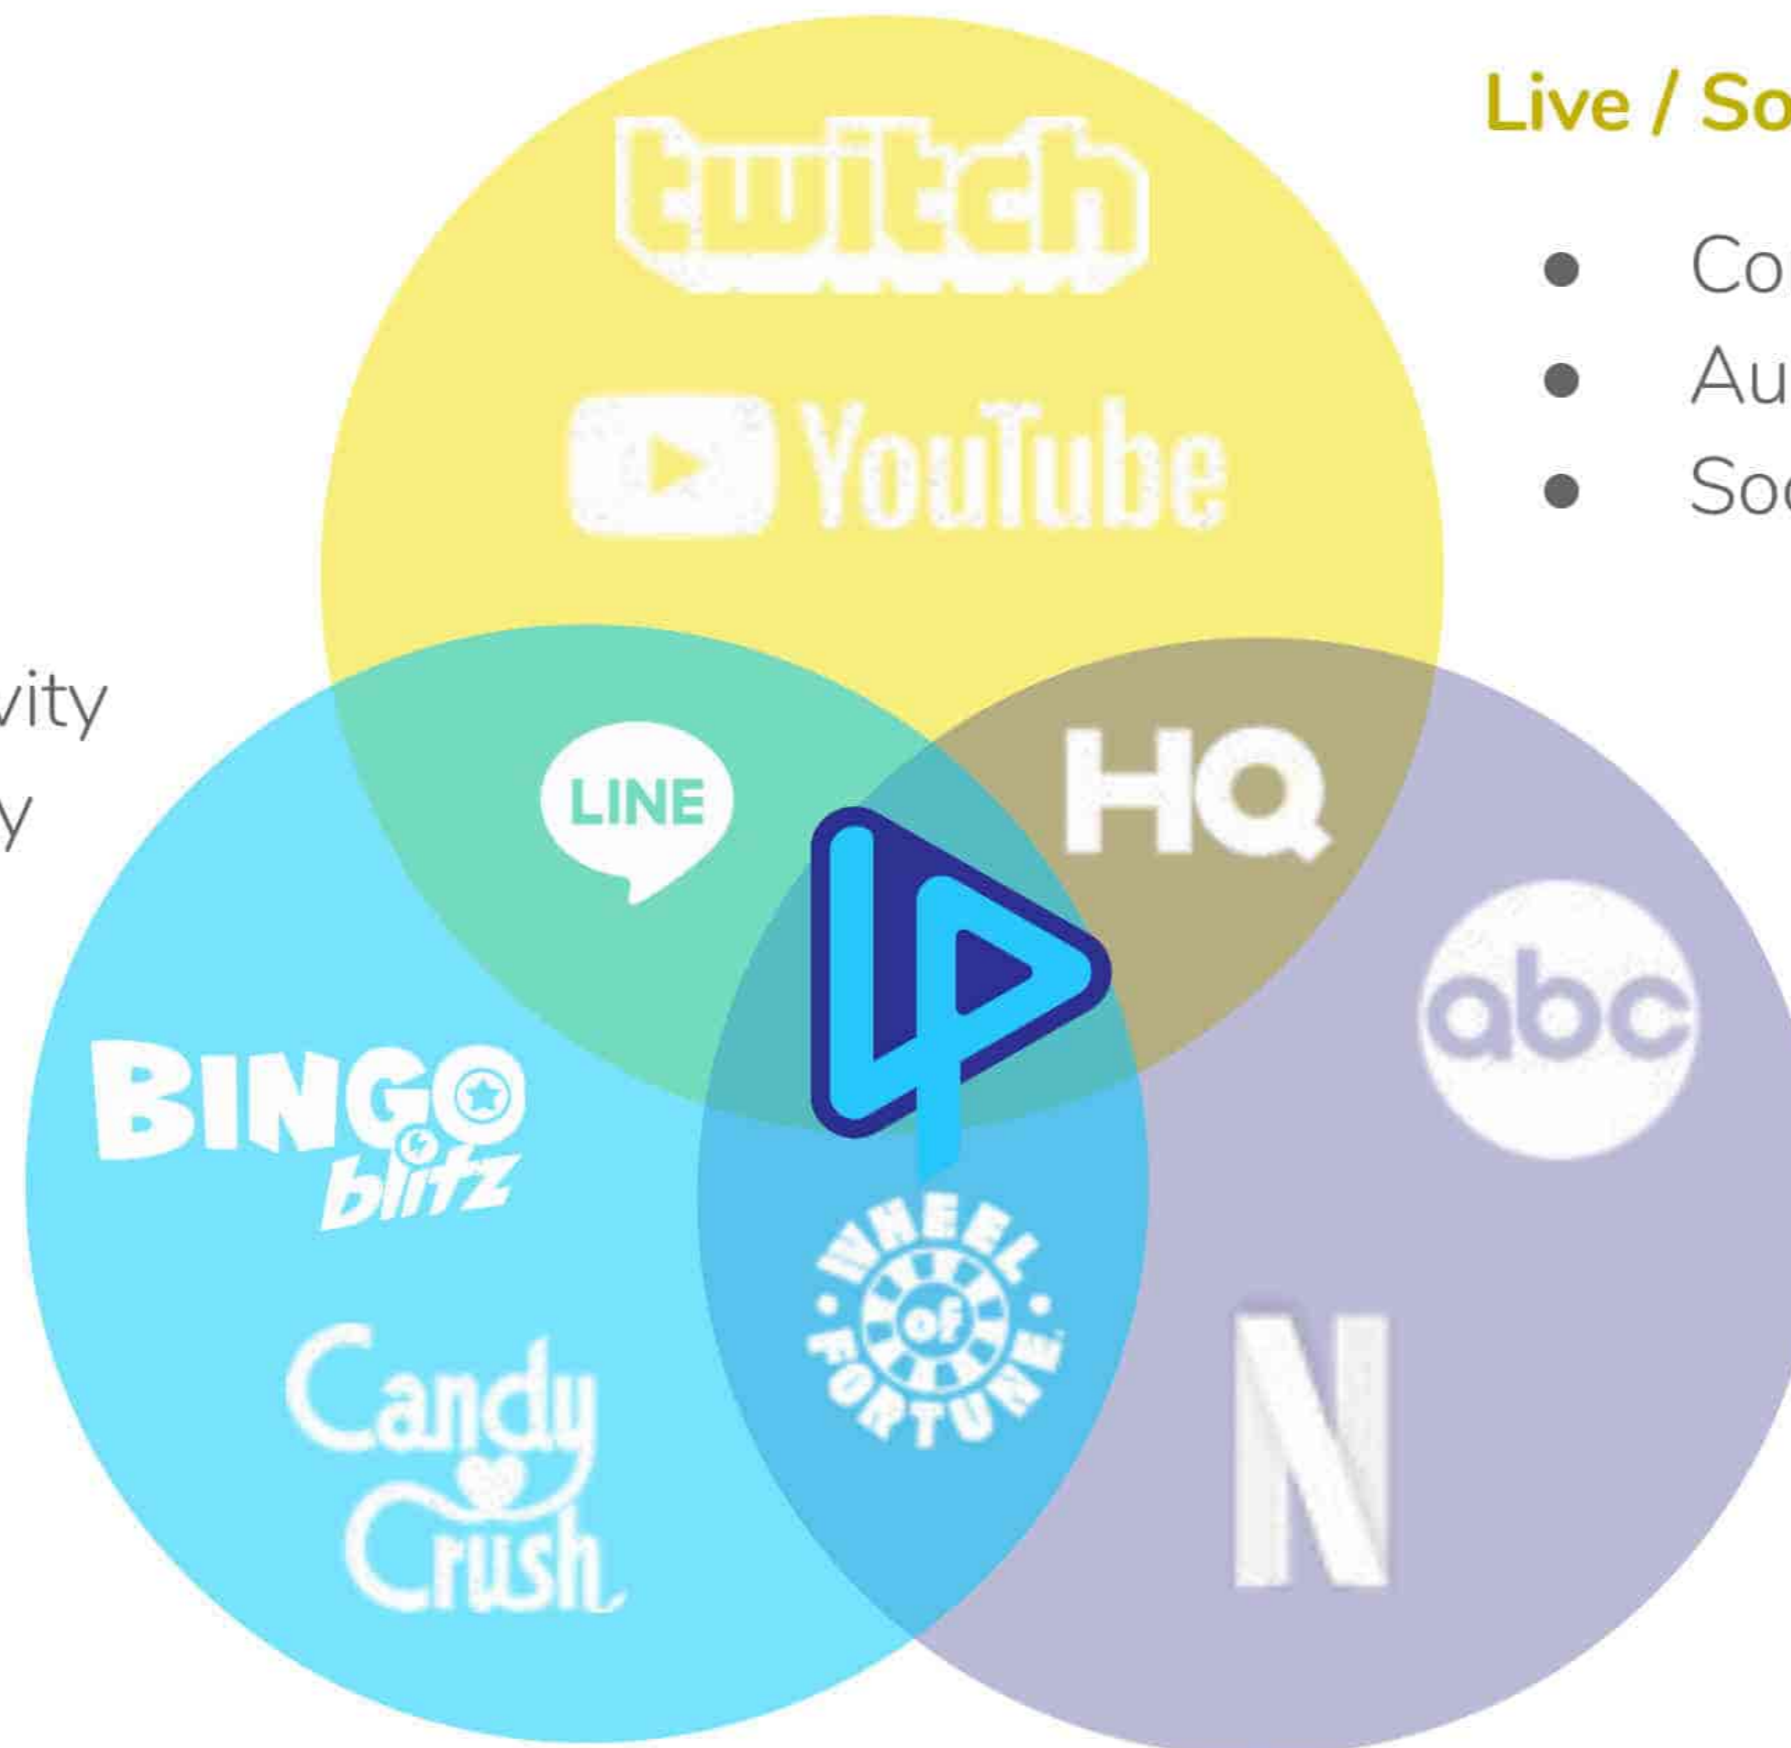 Live / So
Co
Au
Soc
vity
y
twitch
YouTube
LINE
HQ
abc
BINGO
blitz
WHEEL
of
FORTUNE
Candy
Crush
N